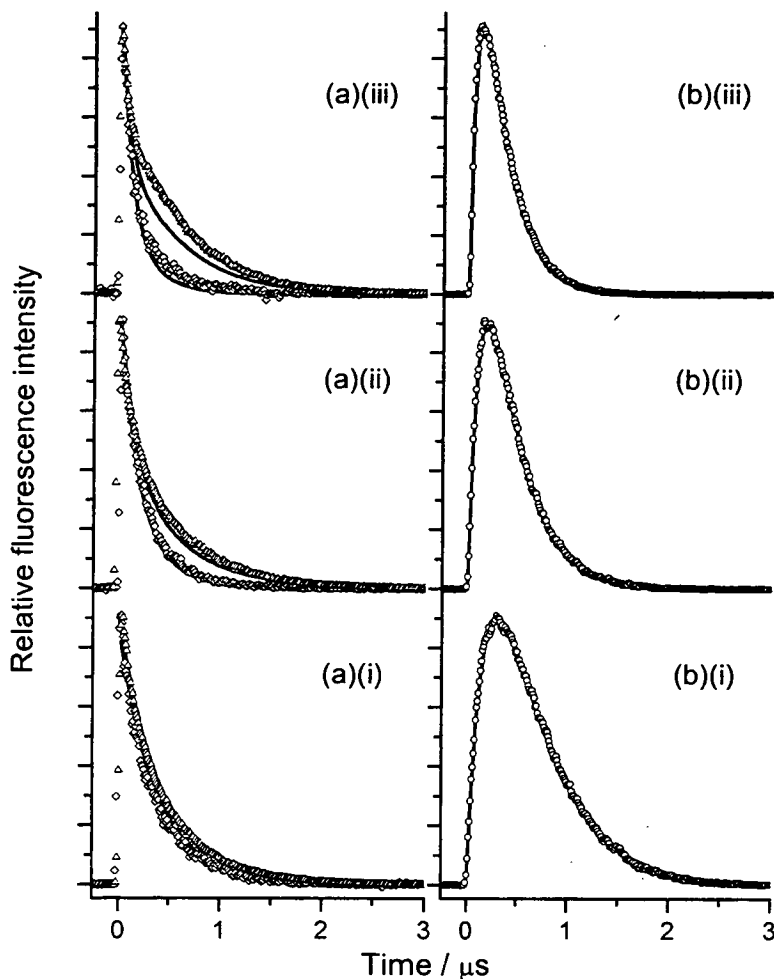 Relative fluorescence intensity
(a)(iii)
(b)(iii)
(a)(ii)
(b)(ii)
(a)(i)
(b)(i)
0 1 2 3 0 1 2 3
Time / μs